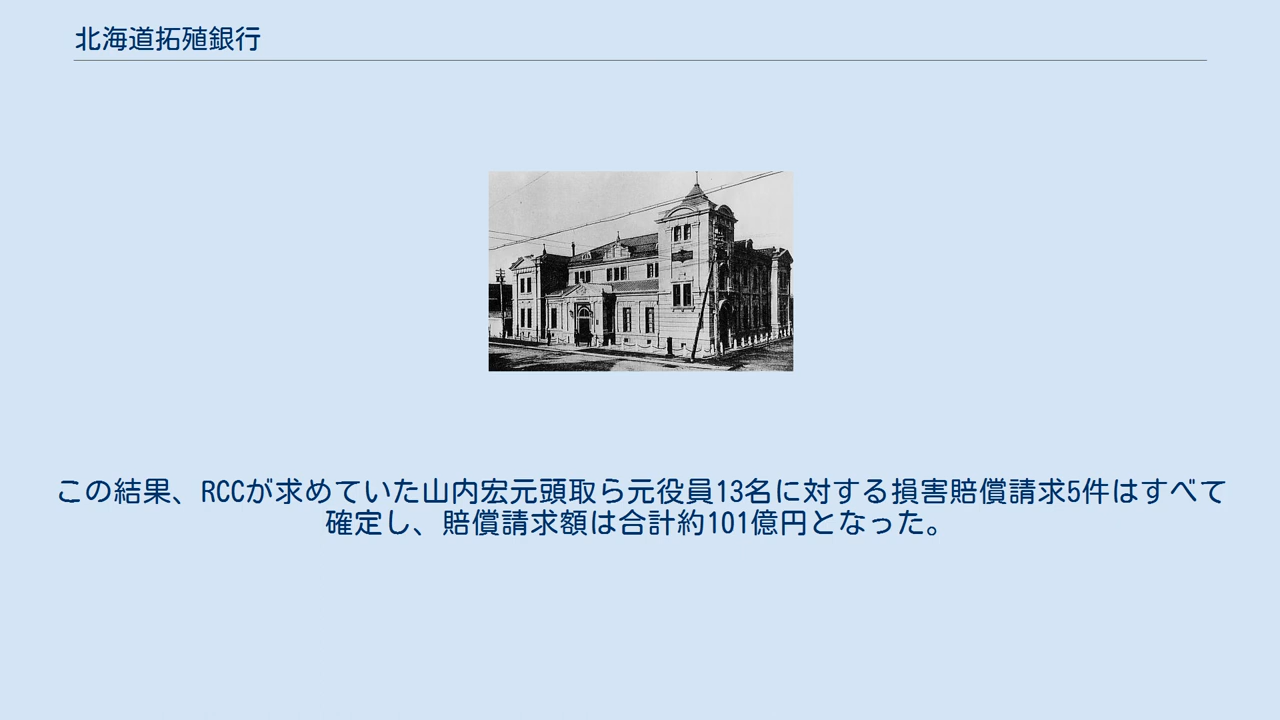 北海道拓殖銀行
この結果、RCCが求めていた山内宏元頭取ら元役員13名に対する損害賠償請求5件はすべて
確定し、賠償請求額は合計約101億円となった。